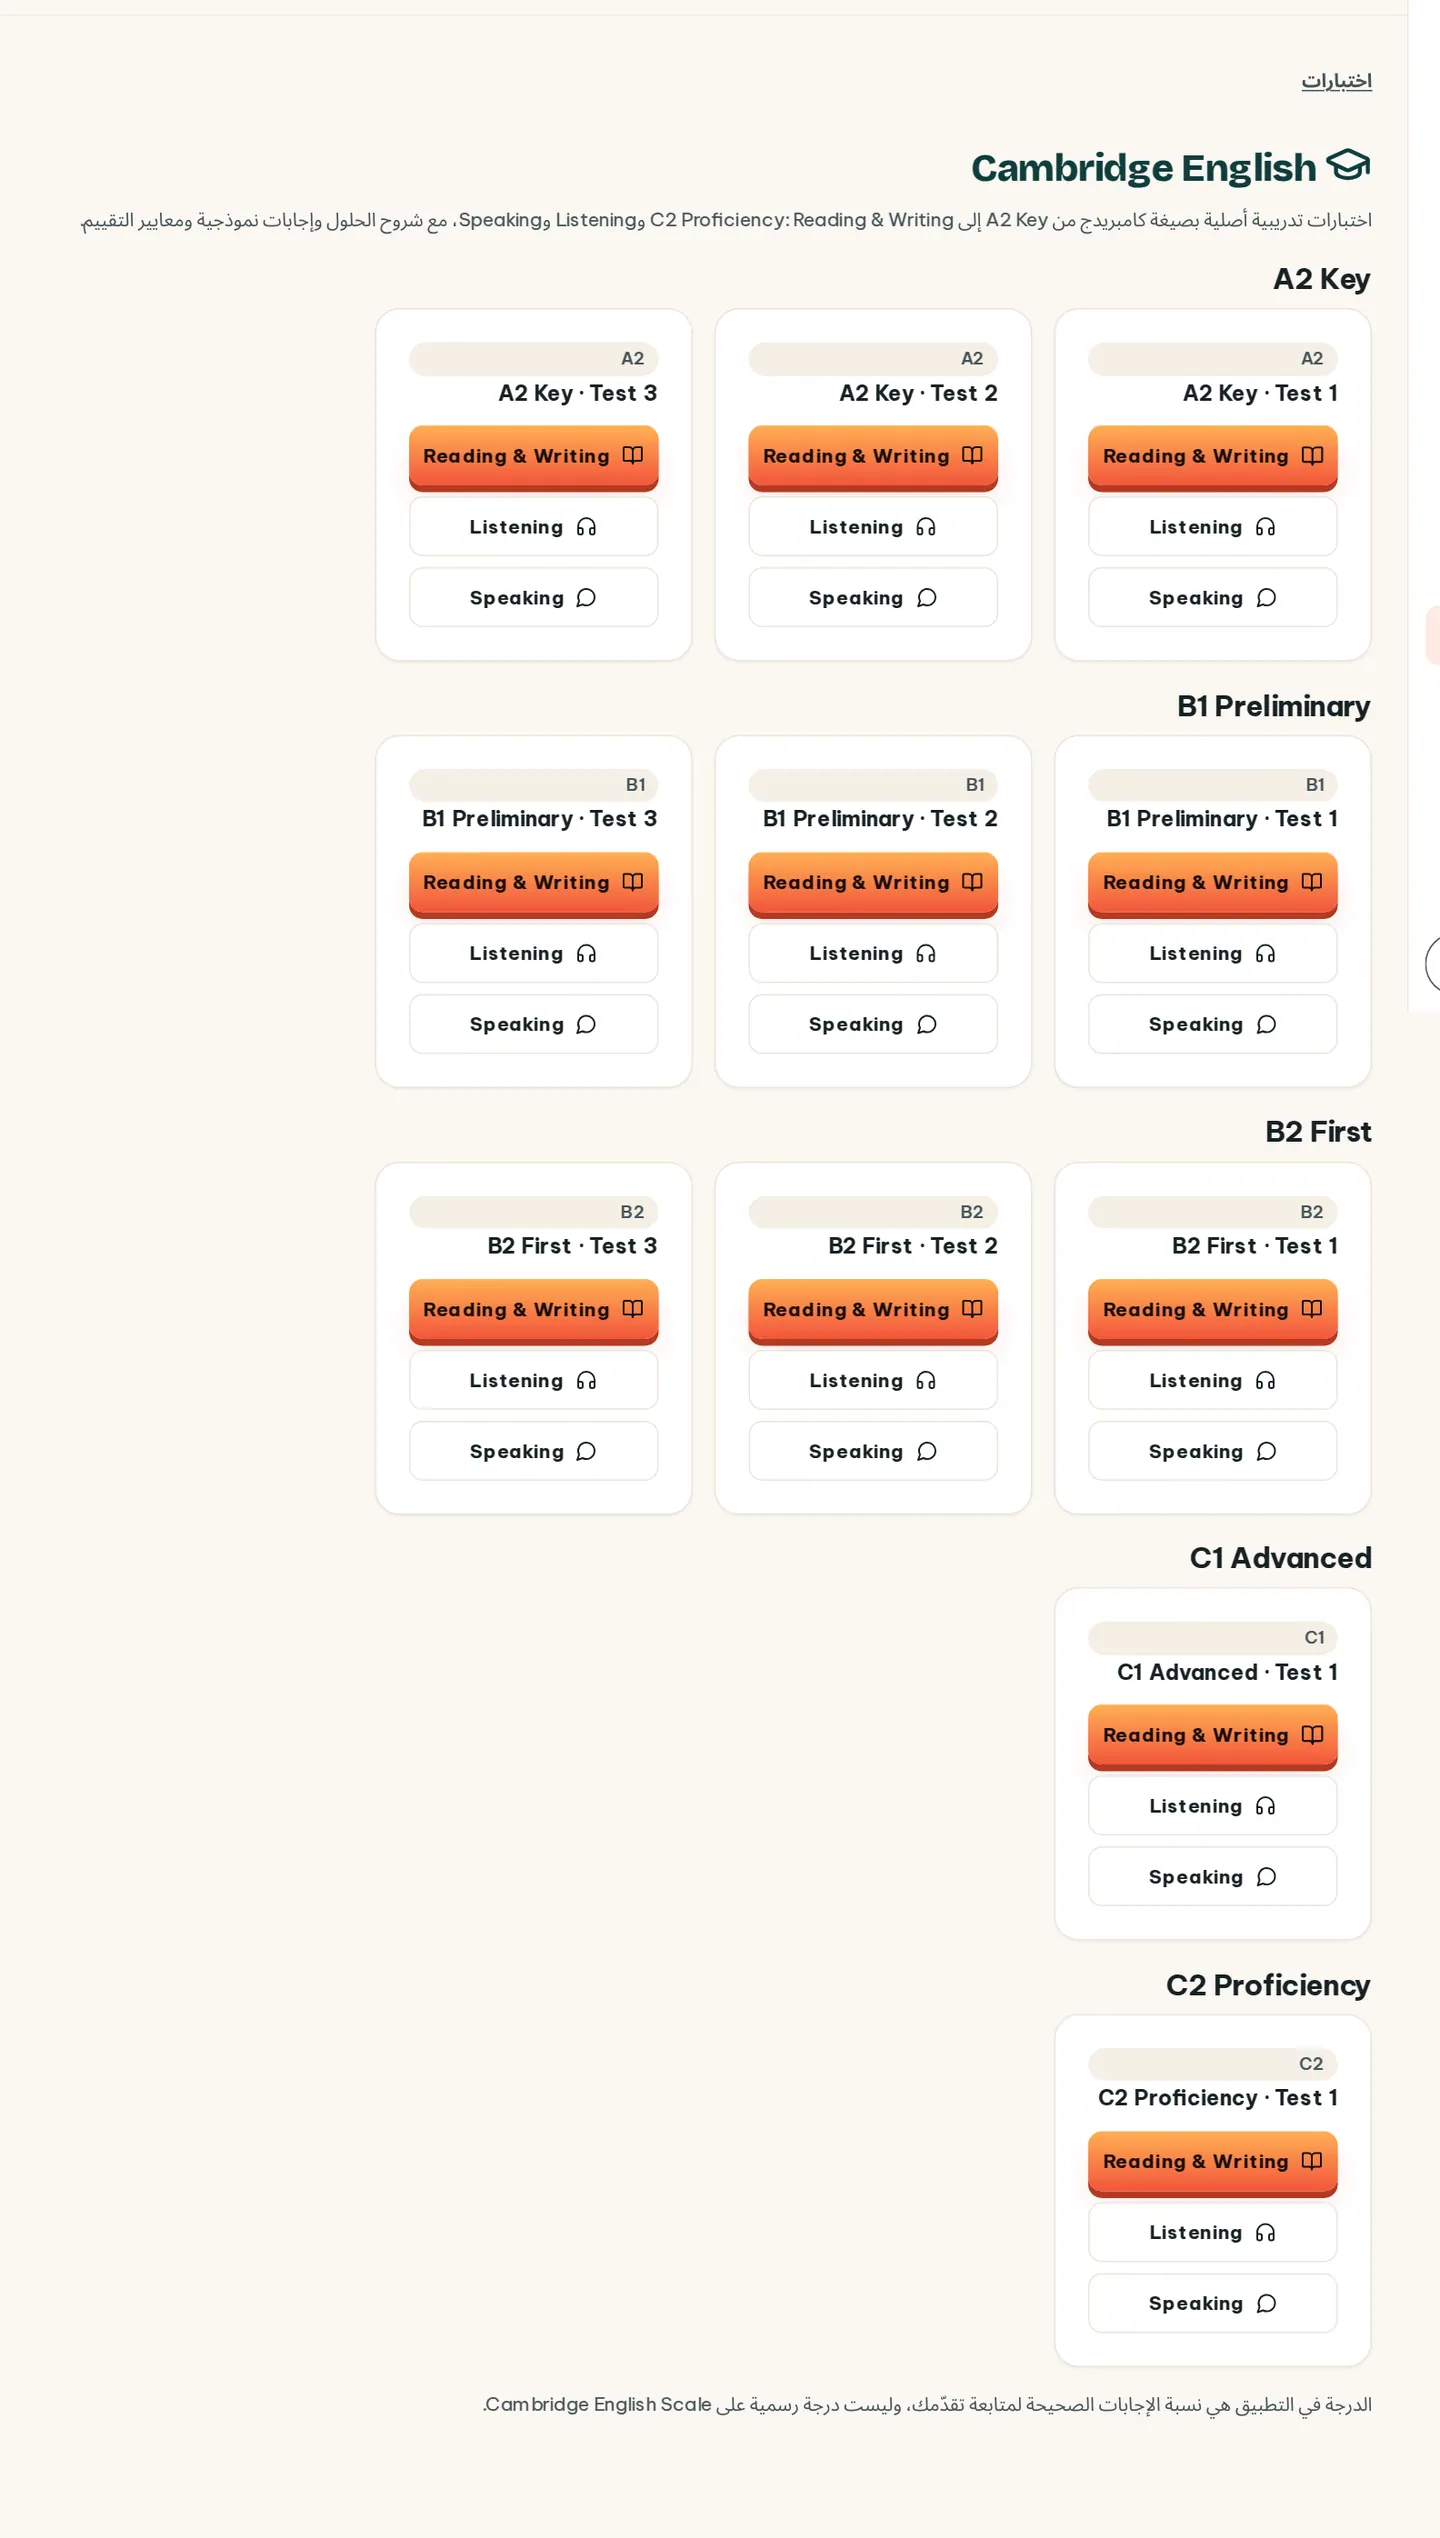 اختبارات
Cambridge English
اختبارات تدريبية أصلية بصيغة كامبريدج من A2 Key إلى C2 Proficiency: Reading & Writing وListening وSpeaking، مع شروح الحلول وإجابات نموذجية ومعايير التقييم.
A2 Key
A2
A2 Key · Test 1
Reading & Writing
Listening
Speaking
A2
A2 Key · Test 2
Reading & Writing
Listening
Speaking
A2
A2 Key · Test 3
Reading & Writing
Listening
Speaking
B1 Preliminary
B1
B1 Preliminary · Test 1
Reading & Writing
Listening
Speaking
B1
B1 Preliminary · Test 2
Reading & Writing
Listening
Speaking
B1
B1 Preliminary · Test 3
Reading & Writing
Listening
Speaking
B2 First
B2
B2 First · Test 1
Reading & Writing
Listening
Speaking
B2
B2 First · Test 2
Reading & Writing
Listening
Speaking
B2
B2 First · Test 3
Reading & Writing
Listening
Speaking
C1 Advanced
C1
C1 Advanced · Test 1
Reading & Writing
Listening
Speaking
C2 Proficiency
C2
C2 Proficiency · Test 1
Reading & Writing
Listening
Speaking
الدرجة في التطبيق هي نسبة الإجابات الصحيحة لمتابعة تقدّمك، وليست درجة رسمية على Cambridge English Scale.